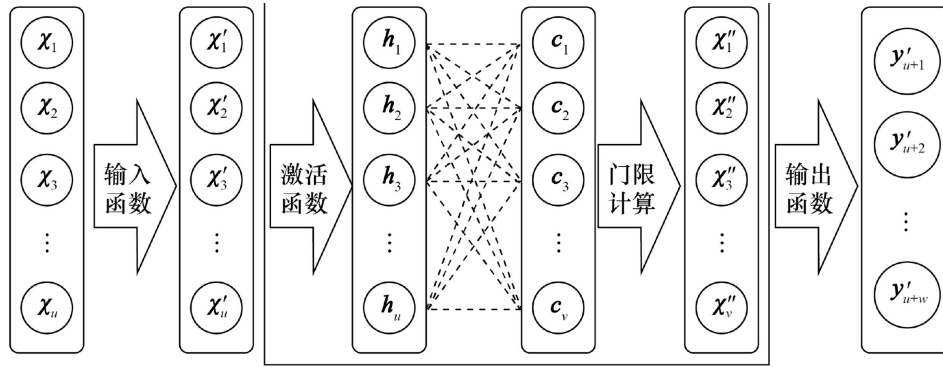 χ₁
χ₂
χ₃
⋮
χᵤ
输入
函数
χ′₁
χ′₂
χ′₃
⋮
χ′ᵤ
激活
函数
h₁
h₂
h₃
⋮
hᵤ
c₁
c₂
c₃
⋮
cᵥ
门限
计算
χ″₁
χ″₂
χ″₃
⋮
χ″ᵥ
输出
函数
y′ᵤ₊₁
y′ᵤ₊₂
⋮
y′_{u+w}